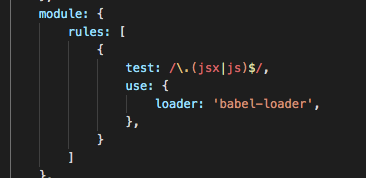 module: {
rules: [
{
test: /\.(jsx|js)$/,
use: {
loader: 'babel-loader',
},
}
]
},